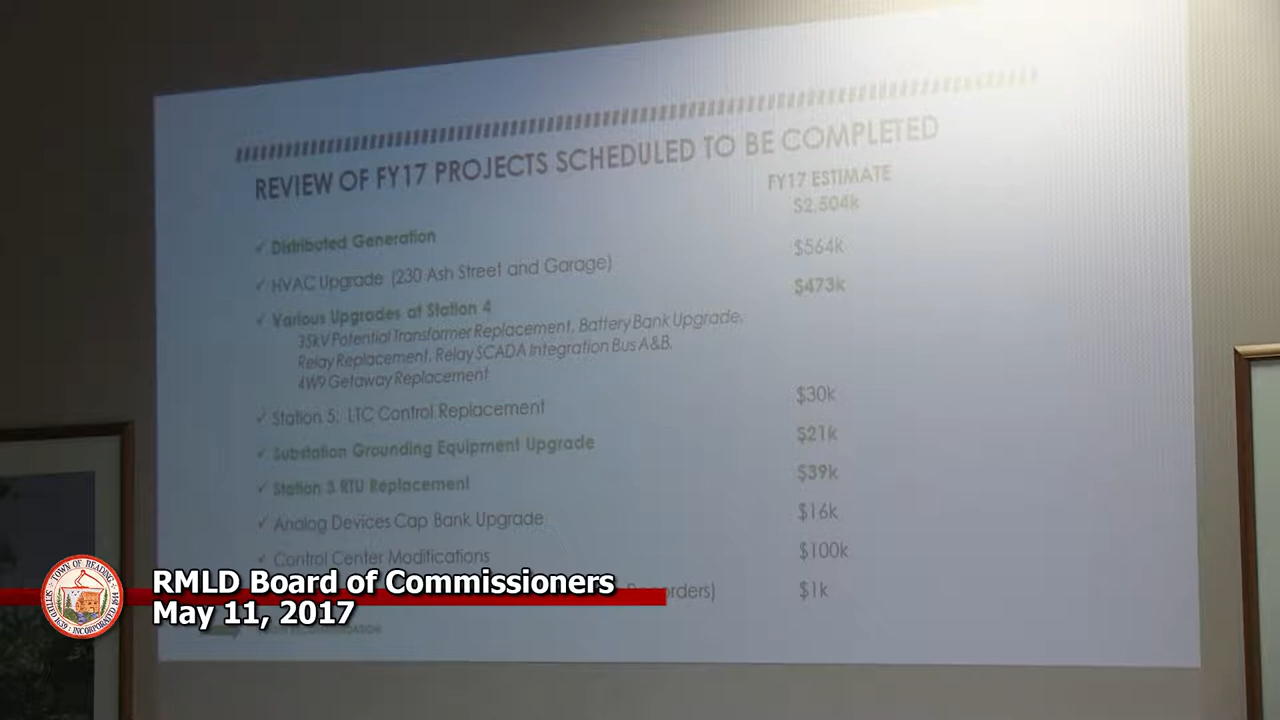 REVIEW OF FY17 PROJECTS SCHEDULED TO BE COMPLETED
FY17 ESTIMATE
✓ Distributed Generation $2,504k
✓ HVAC Upgrade (230 Ash Street and Garage) $564k
✓ Various Upgrades at Station 4 $473k
35kV Potential Transformer Replacement, Battery Bank Upgrade,
Relay Replacement, Relay SCADA Integration Bus A&B,
4W9 Getaway Replacement
✓ Station 5: LTC Control Replacement $30k
✓ Substation Grounding Equipment Upgrade $21k
✓ Station 3 RTU Replacement $39k
✓ Analog Devices Cap Bank Upgrade $16k
✓ Control Center Modifications $100k
orders) $1k
RMLD Board of Commissioners
May 11, 2017
TOWN OF READING
INCORPORATED